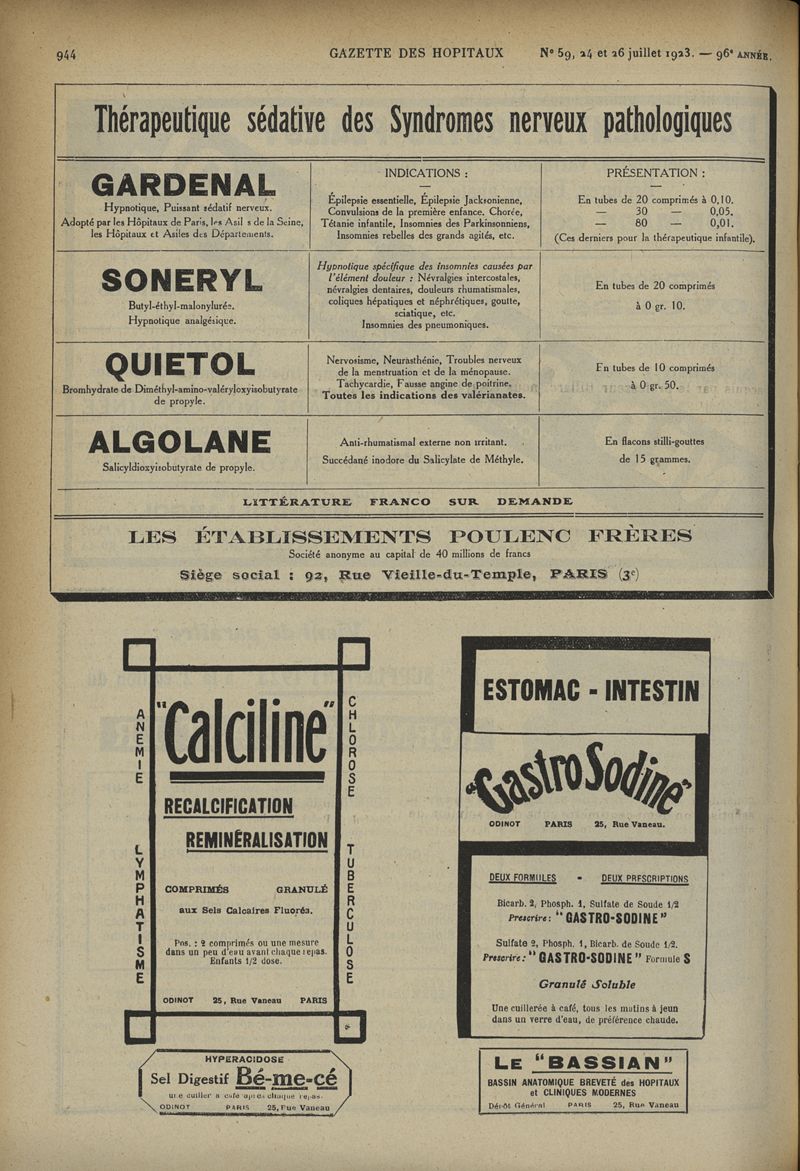 944
GAZETTE DES HOPITAUX
N° 59, 24 et 26 juillet 1923. — 96e ANNÉE.
Thérapeutique sédative des Syndromes nerveux pathologiques
GARDENAL
Hypnotique, Puissant sédatif nerveux.
Adopté par les Hôpitaux de Paris, les Asil s de la Seine,
les Hôpitaux et Asiles des Départements.
INDICATIONS :
Épilepsie essentielle, Épilepsie Jacksonienne,
Convulsions de la première enfance. Chorée,
Tétanie infantile, Insomnies des Parkinsonniens,
Insomnies rebelles des grands agités, etc.
PRÉSENTATION :
En tubes de 20 comprimés à 0,10.
— 30 — 0,05.
— 80 — 0,01.
(Ces derniers pour la thérapeutique infantile).
SONERYL
Butyl-éthyl-malonylurée.
Hypnotique analgésique.
Hypnotique spécifique des insomnies causées par
l'élément douleur : Névralgies intercostales,
névralgies dentaires, douleurs rhumatismales,
coliques hépatiques et néphrétiques, goutte,
sciatique, etc.
Insomnies des pneumoniques.
En tubes de 20 comprimés
à 0 gr. 10.
QUIETOL
Bromhydrate de Diméthyl-amino-valéryloxyisobutyrate
de propyle.
Nervosisme, Neurasthénie, Troubles nerveux
de la menstruation et de la ménopause.
Tachycardie, Fausse angine de poitrine.
Toutes les indications des valérianates.
En tubes de 10 comprimés
à 0 gr. 50.
ALGOLANE
Salicyldioxyisobutyrate de propyle.
Anti-rhumatismal externe non irritant.
Succédané inodore du Salicylate de Méthyle.
En flacons stilli-gouttes
de 15 grammes.
LITTÉRATURE FRANCO SUR DEMANDE
LES ÉTABLISSEMENTS POULENC FRÈRES
Société anonyme au capital de 40 millions de francs
Siège social : 92, Rue Vieille-du-Temple, PARIS (3e)
ANEMIE
LYMPHATISME
"Calciline"
RECALCIFICATION
REMINÉRALISATION
COMPRIMÉS GRANULÉ
aux Sels Calcaires Fluorés.
Pos. : 2 comprimés ou une mesure
dans un peu d'eau avant chaque repas.
Enfants 1/2 dose.
ODINOT 25, Rue Vaneau PARIS
CHLOROSE
TUBERCULOSE
HYPERACIDOSE
Sel Digestif Bé-me-cé
une cuiller à café après chaque repas.
ODINOT PARIS 25, Rue Vaneau
ESTOMAC - INTESTIN
"GastroSodine"
ODINOT PARIS 25, Rue Vaneau.
DEUX FORMULES - DEUX PRESCRIPTIONS
Bicarb. 2, Phosph. 1, Sulfate de Soude 1/2
Prescrire : "GASTRO-SODINE"
Sulfate 2, Phosph. 1, Bicarb. de Soude 1/2.
Prescrire : "GASTRO-SODINE" Formule S
Granulé Soluble
Une cuillerée à café, tous les matins à jeun
dans un verre d'eau, de préférence chaude.
LE "BASSIAN"
BASSIN ANATOMIQUE BREVETÉ des HOPITAUX
et CLINIQUES MODERNES
Dépôt Général PARIS 25, Rue Vaneau